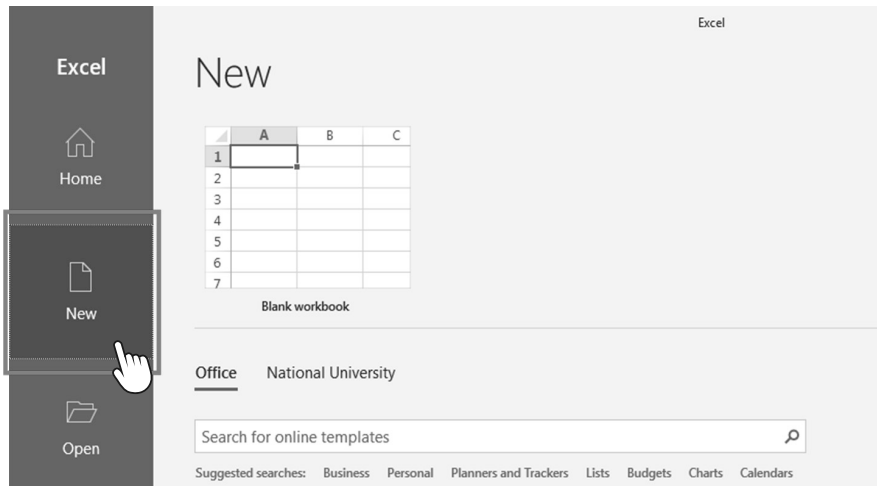 Excel
Excel
New
Home
New
Open
A B C
1
2
3
4
5
6
7
Blank workbook
Office National University
Search for online templates
Suggested searches: Business Personal Planners and Trackers Lists Budgets Charts Calendars